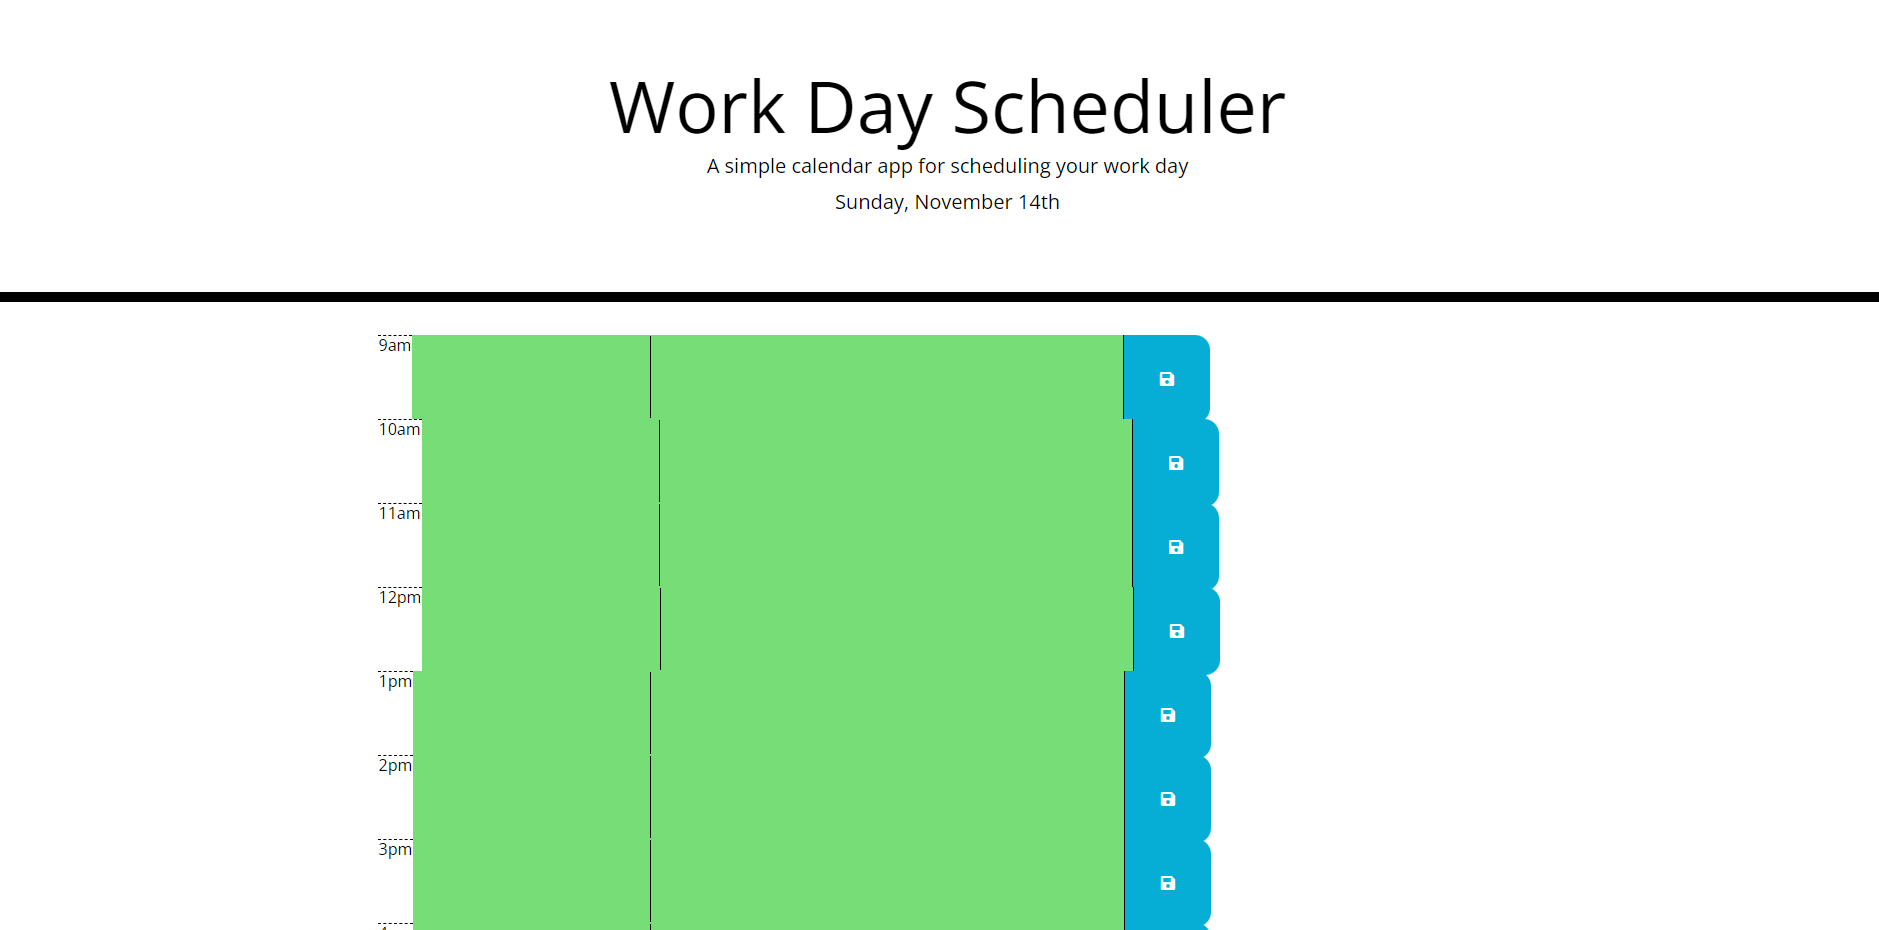 Work Day Scheduler
A simple calendar app for scheduling your work day
Sunday, November 14th
9am
10am
11am
12pm
1pm
2pm
3pm